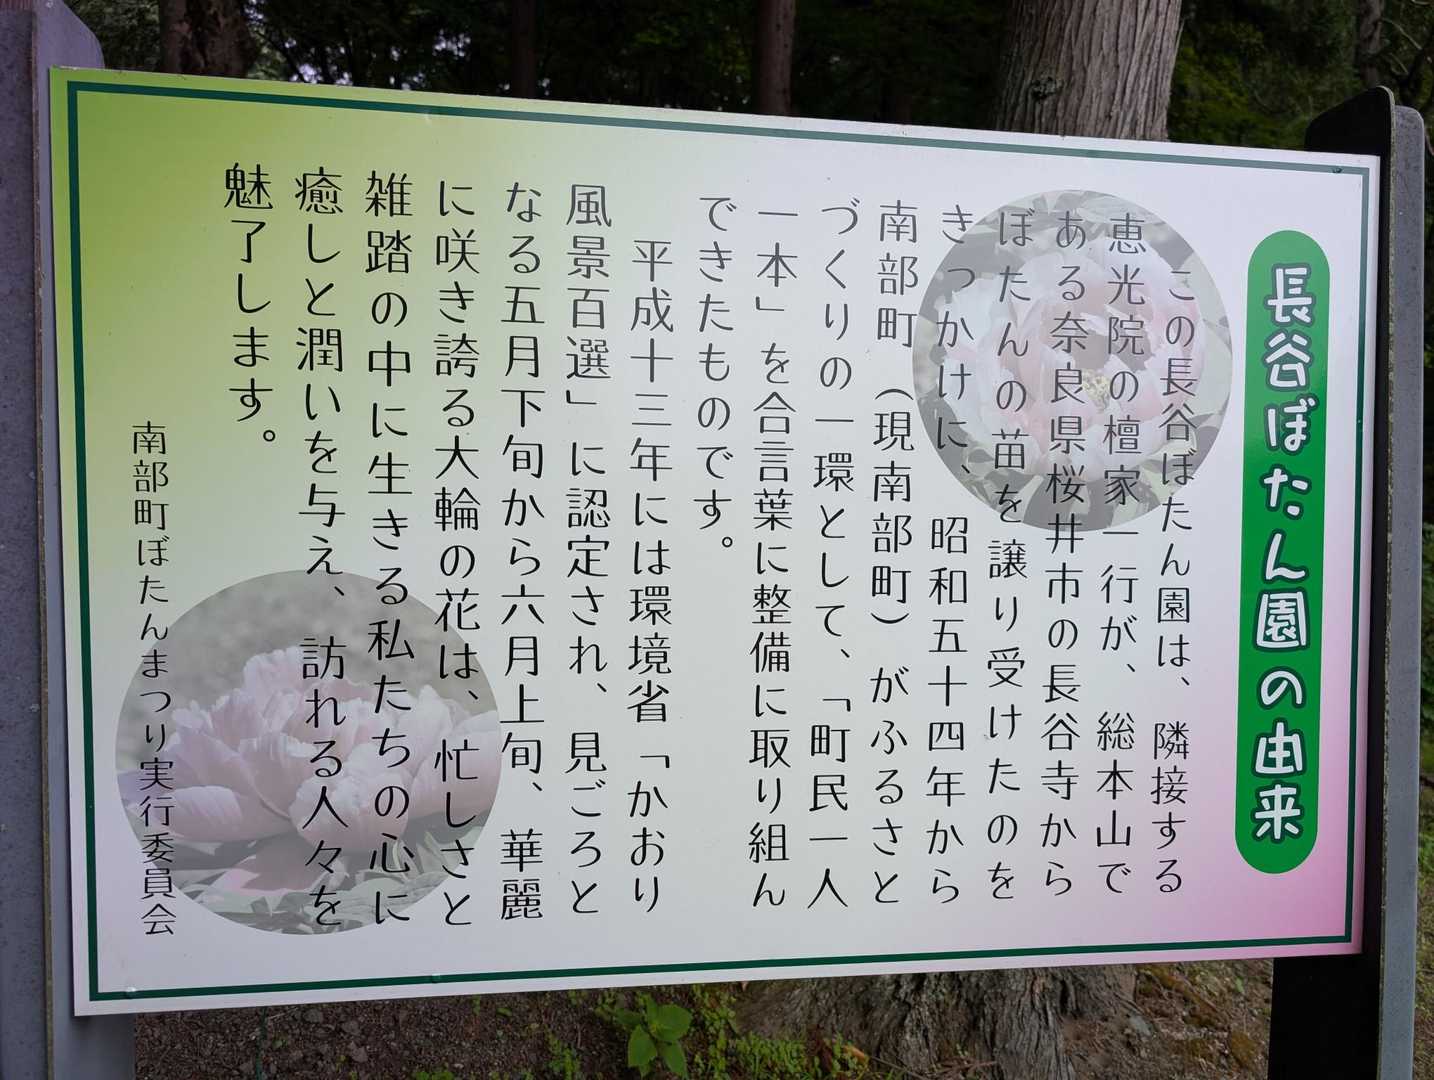 長谷ぼたん園の由来
この長谷ぼたん園は、隣接する
恵光院の檀家一行が、総本山で
ある奈良県桜井市の長谷寺から
ぼたんの苗を譲り受けたのを
きっかけに、昭和五十四年から
南部町（現南部町）がふるさと
づくりの一環として、「町民一人
一本」を合言葉に整備に取り組ん
できたものです。
平成十三年には環境省「かおり
風景百選」に認定され、見ごろと
なる五月下旬から六月上旬、華麗
に咲き誇る大輪の花は、忙しさと
雑踏の中に生きる私たちの心に
癒しと潤いを与え、訪れる人々を
魅了します。
南部町ぼたんまつり実行委員会